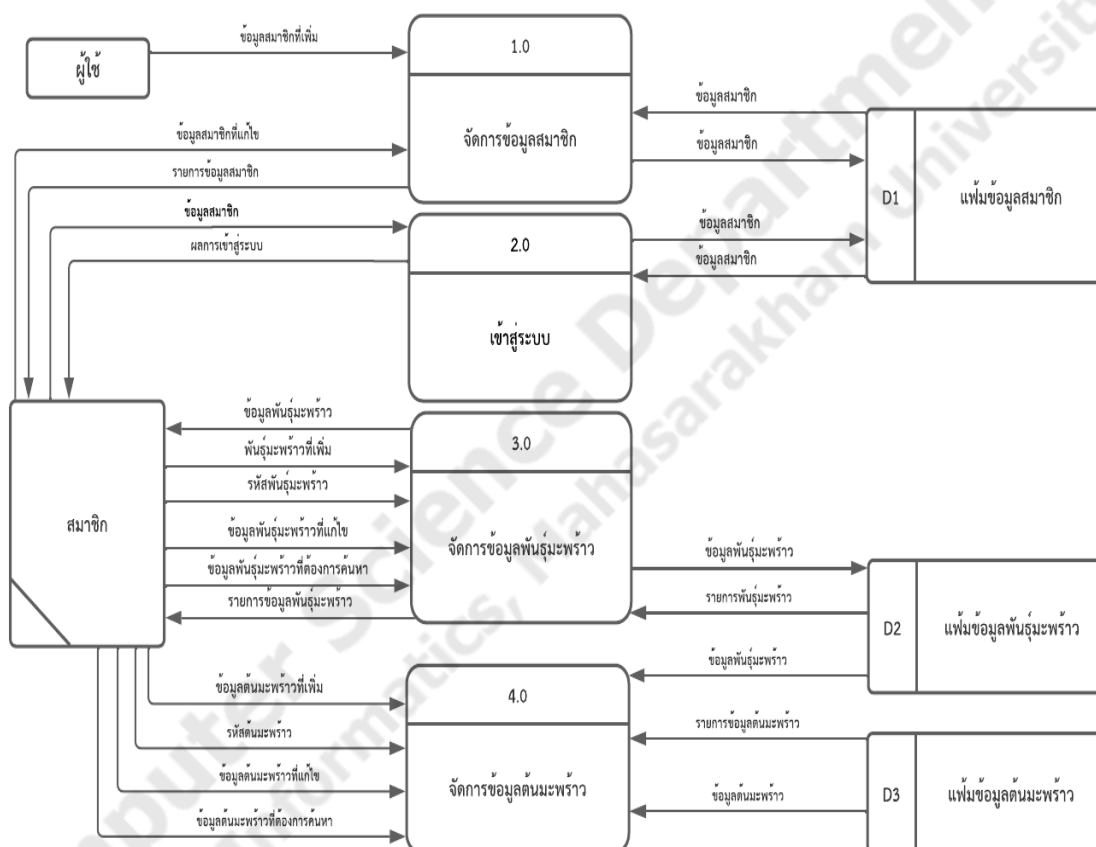 ข้อมูลสมาชิกที่เพิ่ม
1.0
ผู้ใช้
ข้อมูลสมาชิก
ข้อมูลสมาชิกที่แก้ไข
จัดการข้อมูลสมาชิก
ข้อมูลสมาชิก
รายการข้อมูลสมาชิก
D1
แฟ้มข้อมูลสมาชิก
ข้อมูลสมาชิก
ข้อมูลสมาชิก
ผลการเข้าสู่ระบบ
2.0
ข้อมูลสมาชิก
เข้าสู่ระบบ
ข้อมูลพันธุ์มะพร้าว
3.0
พันธุ์มะพร้าวที่เพิ่ม
รหัสพันธุ์มะพร้าว
สมาชิก
ข้อมูลพันธุ์มะพร้าวที่แก้ไข
จัดการข้อมูลพันธุ์มะพร้าว
ข้อมูลพันธุ์มะพร้าว
ข้อมูลพันธุ์มะพร้าวที่ต้องการค้นหา
รายการข้อมูลพันธุ์มะพร้าว
รายการพันธุ์มะพร้าว
D2
แฟ้มข้อมูลพันธุ์มะพร้าว
ข้อมูลพันธุ์มะพร้าว
ข้อมูลต้นมะพร้าวที่เพิ่ม
4.0
รหัสต้นมะพร้าว
รายการข้อมูลต้นมะพร้าว
ข้อมูลต้นมะพร้าวที่แก้ไข
จัดการข้อมูลต้นมะพร้าว
ข้อมูลต้นมะพร้าว
D3
แฟ้มข้อมูลต้นมะพร้าว
ข้อมูลต้นมะพร้าวที่ต้องการค้นหา
Computer Science Department
Informatics, Mahasarakham University